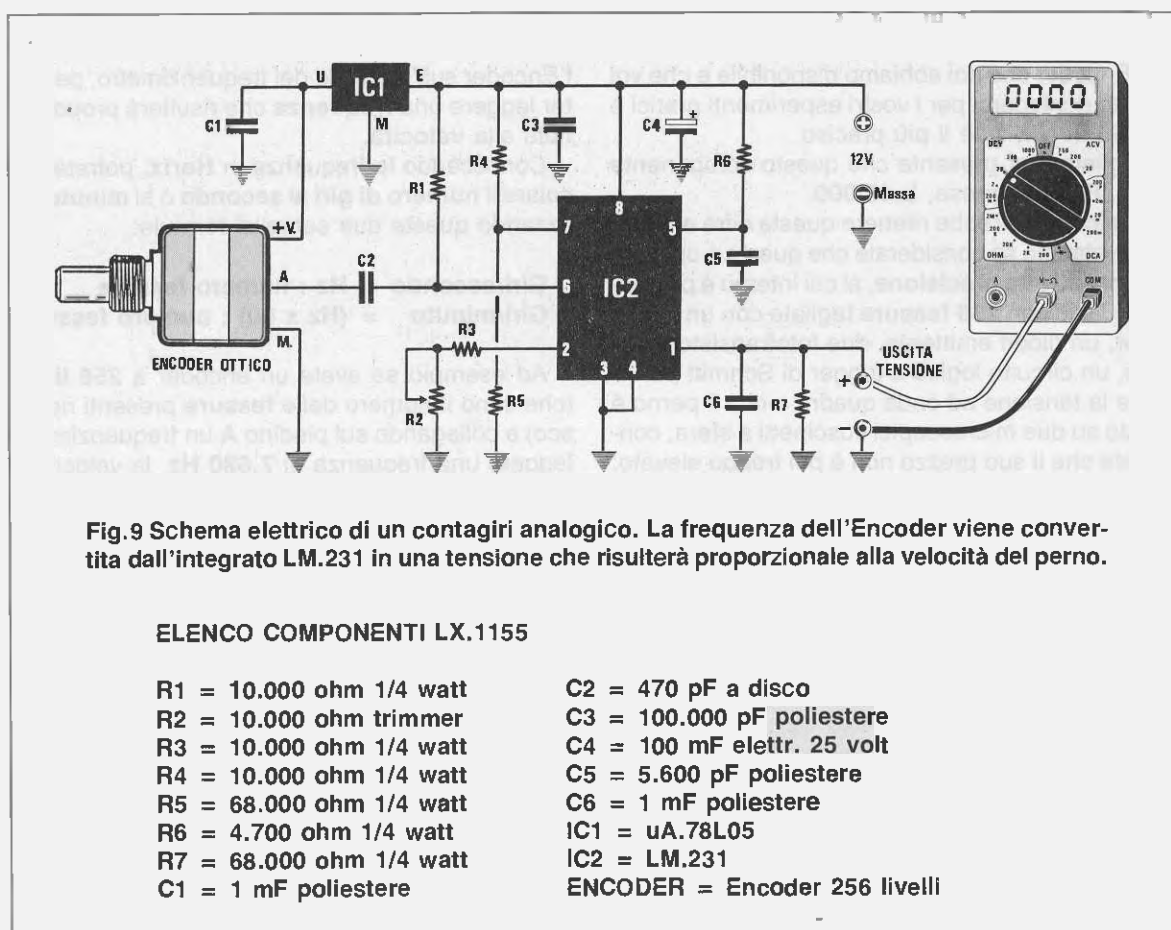 U IC1 E
M
C1
C3
C4 +
R4
R1
R6
12V
Massa
0000
OFF
DCV
ACV
OHM
DCA
A
V-Ω
COM
+V.
A
M.
ENCODER OTTICO
C2
7
8
5
6
IC2
2
1
3 4
C5
R3
R2
R5
C6
R7
USCITA
TENSIONE
+
−
Fig.9 Schema elettrico di un contagiri analogico. La frequenza dell'Encoder viene conver-
tita dall'integrato LM.231 in una tensione che risulterà proporzionale alla velocità del perno.
ELENCO COMPONENTI LX.1155
R1 = 10.000 ohm 1/4 watt
R2 = 10.000 ohm trimmer
R3 = 10.000 ohm 1/4 watt
R4 = 10.000 ohm 1/4 watt
R5 = 68.000 ohm 1/4 watt
R6 = 4.700 ohm 1/4 watt
R7 = 68.000 ohm 1/4 watt
C1 = 1 mF poliestere
C2 = 470 pF a disco
C3 = 100.000 pF poliestere
C4 = 100 mF elettr. 25 volt
C5 = 5.600 pF poliestere
C6 = 1 mF poliestere
IC1 = uA.78L05
IC2 = LM.231
ENCODER = Encoder 256 livelli